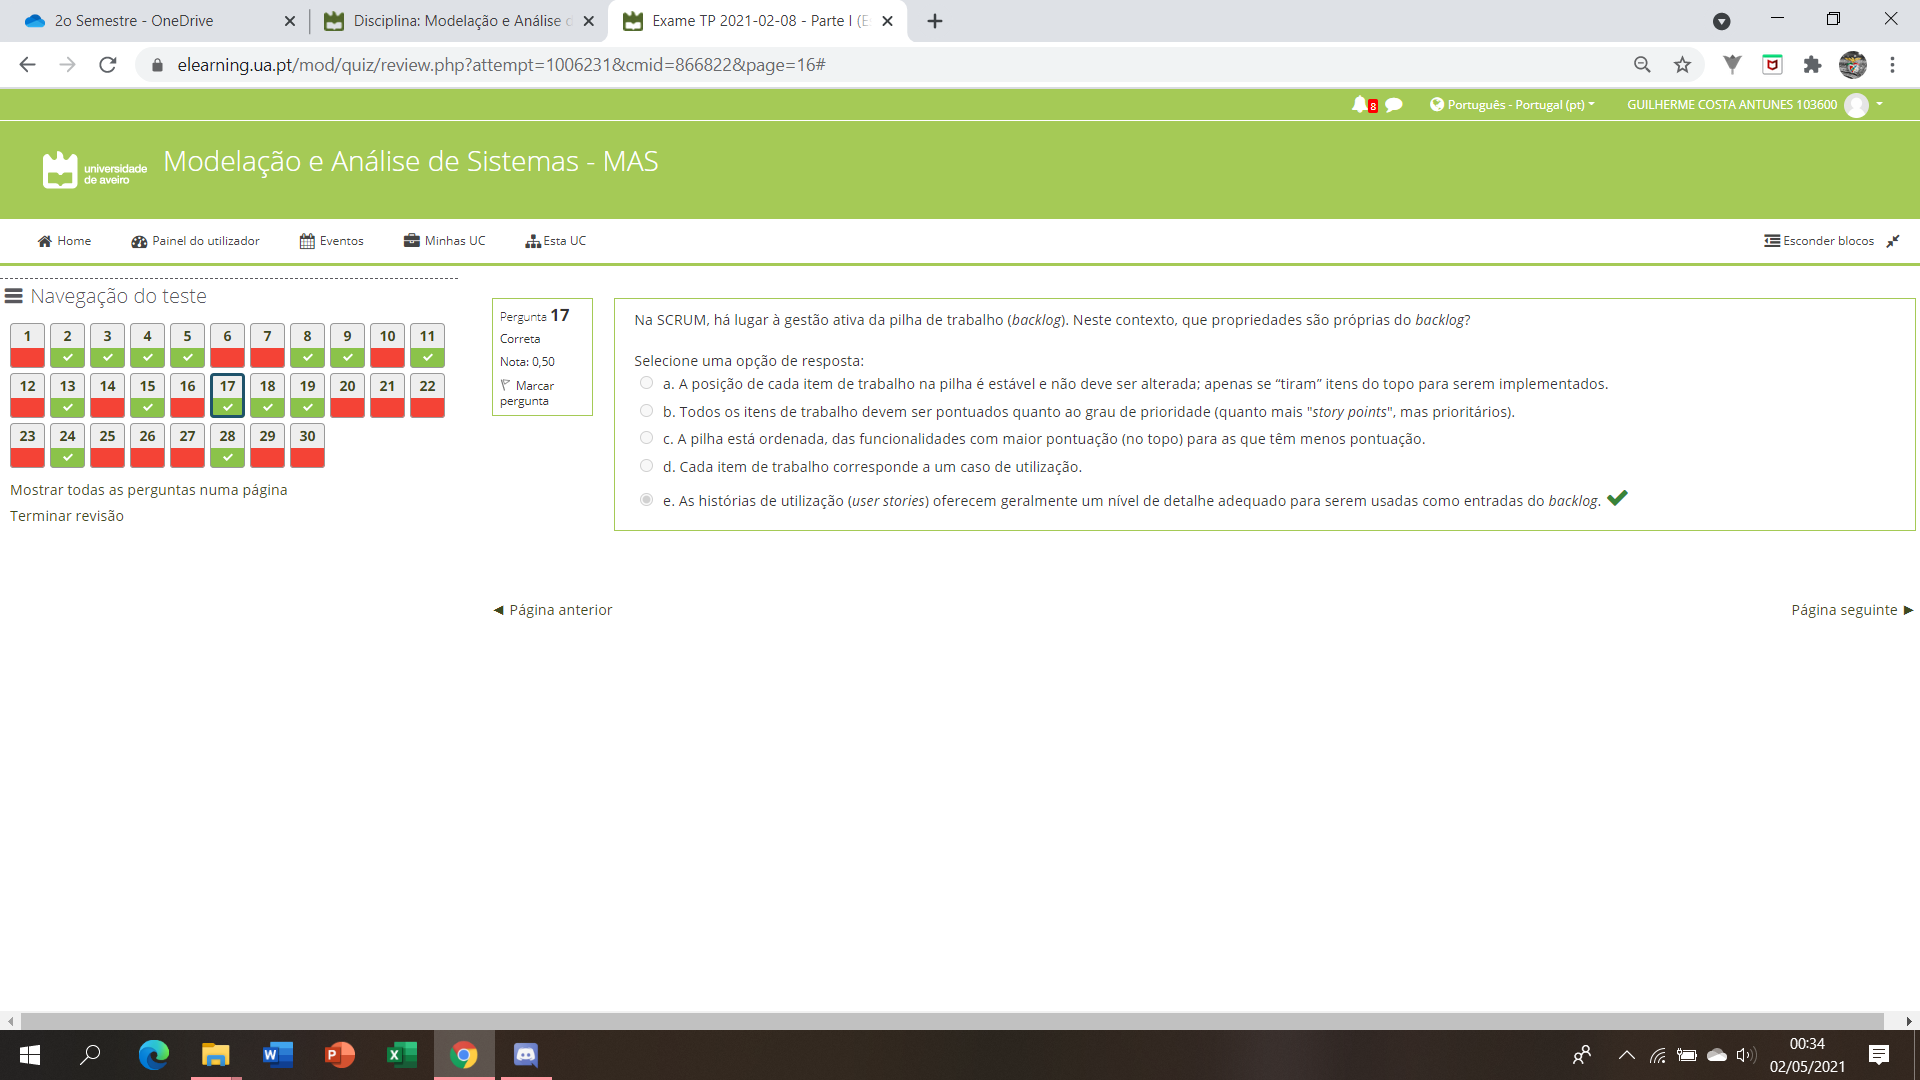 2o Semestre - OneDrive
Disciplina: Modelação e Análise d
Exame TP 2021-02-08 - Parte I (E
elearning.ua.pt/mod/quiz/review.php?attempt=1006231&cmid=866822&page=16#
8
Português - Portugal (pt)
GUILHERME COSTA ANTUNES 103600
universidade
de aveiro
Modelação e Análise de Sistemas - MAS
Home
Painel do utilizador
Eventos
Minhas UC
Esta UC
Esconder blocos
Navegação do teste
1 2 3 4 5 6 7 8 9 10 11
12 13 14 15 16 17 18 19 20 21 22
23 24 25 26 27 28 29 30
Mostrar todas as perguntas numa página
Terminar revisão
Pergunta 17
Correta
Nota: 0,50
Marcar
pergunta
Na SCRUM, há lugar à gestão ativa da pilha de trabalho (backlog). Neste contexto, que propriedades são próprias do backlog?
Selecione uma opção de resposta:
a. A posição de cada item de trabalho na pilha é estável e não deve ser alterada; apenas se “tiram” itens do topo para serem implementados.
b. Todos os itens de trabalho devem ser pontuados quanto ao grau de prioridade (quanto mais "story points", mas prioritários).
c. A pilha está ordenada, das funcionalidades com maior pontuação (no topo) para as que têm menos pontuação.
d. Cada item de trabalho corresponde a um caso de utilização.
e. As histórias de utilização (user stories) oferecem geralmente um nível de detalhe adequado para serem usadas como entradas do backlog.
◄ Página anterior
Página seguinte ►
00:34
02/05/2021